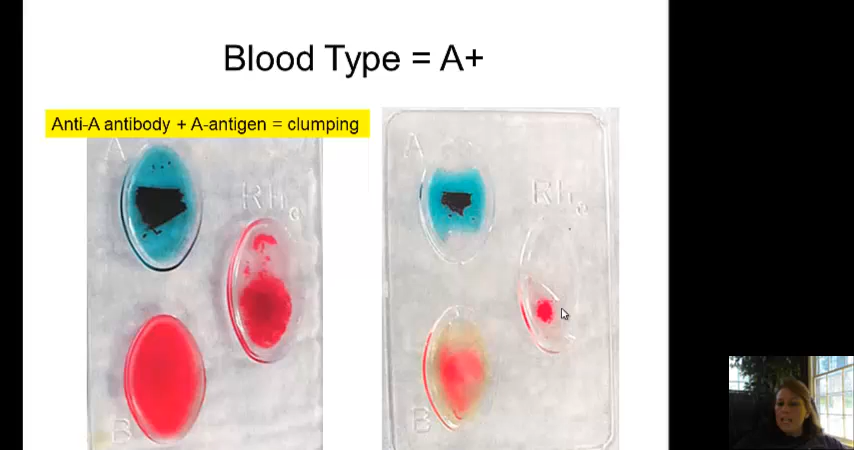 Blood Type = A+
Anti-A antibody + A-antigen = clumping
A
Rh
B
A
Rh
B